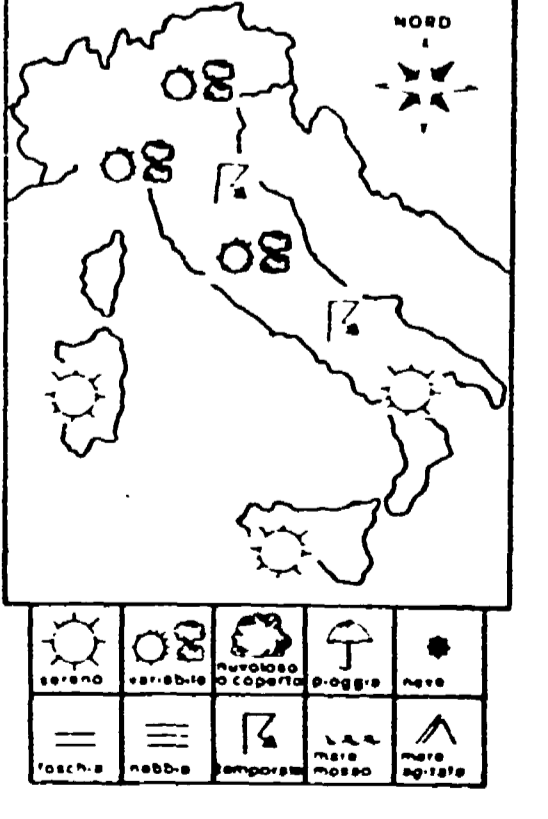 NORD
sereno
variabile
nuvoloso
o coperto
pioggia
neve
foschia
nebbia
temporale
mare
mosso
mare
agitato